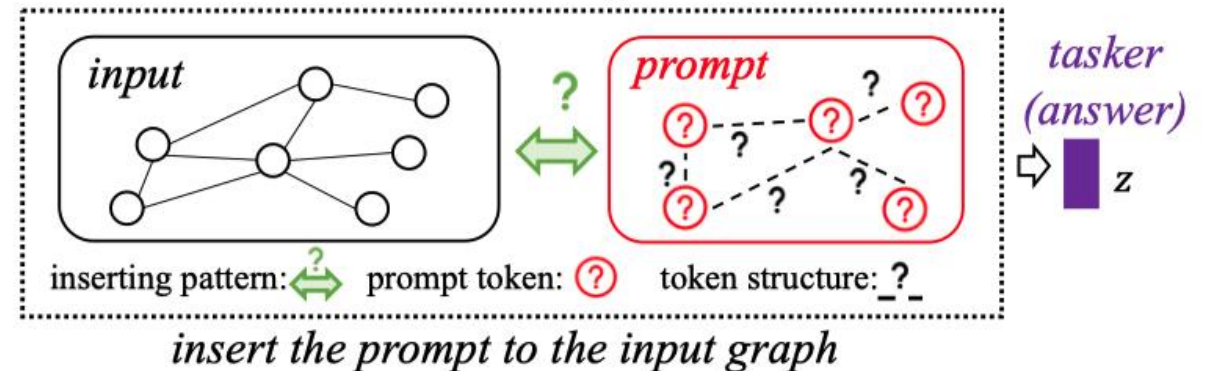 input
?
prompt
?
?
?
?
?
?
?
?
?
?
tasker
(answer)
z
inserting pattern: ? prompt token: ? token structure: ?
insert the prompt to the input graph